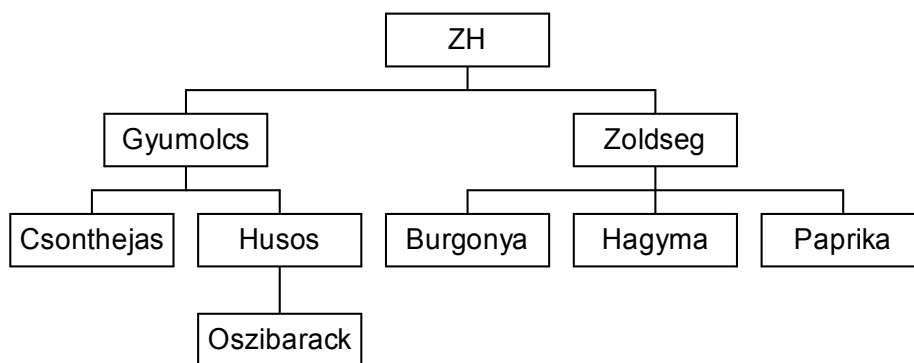 ZH
Gyumolcs
Zoldseg
Csonthejas
Husos
Burgonya
Hagyma
Paprika
Oszibarack